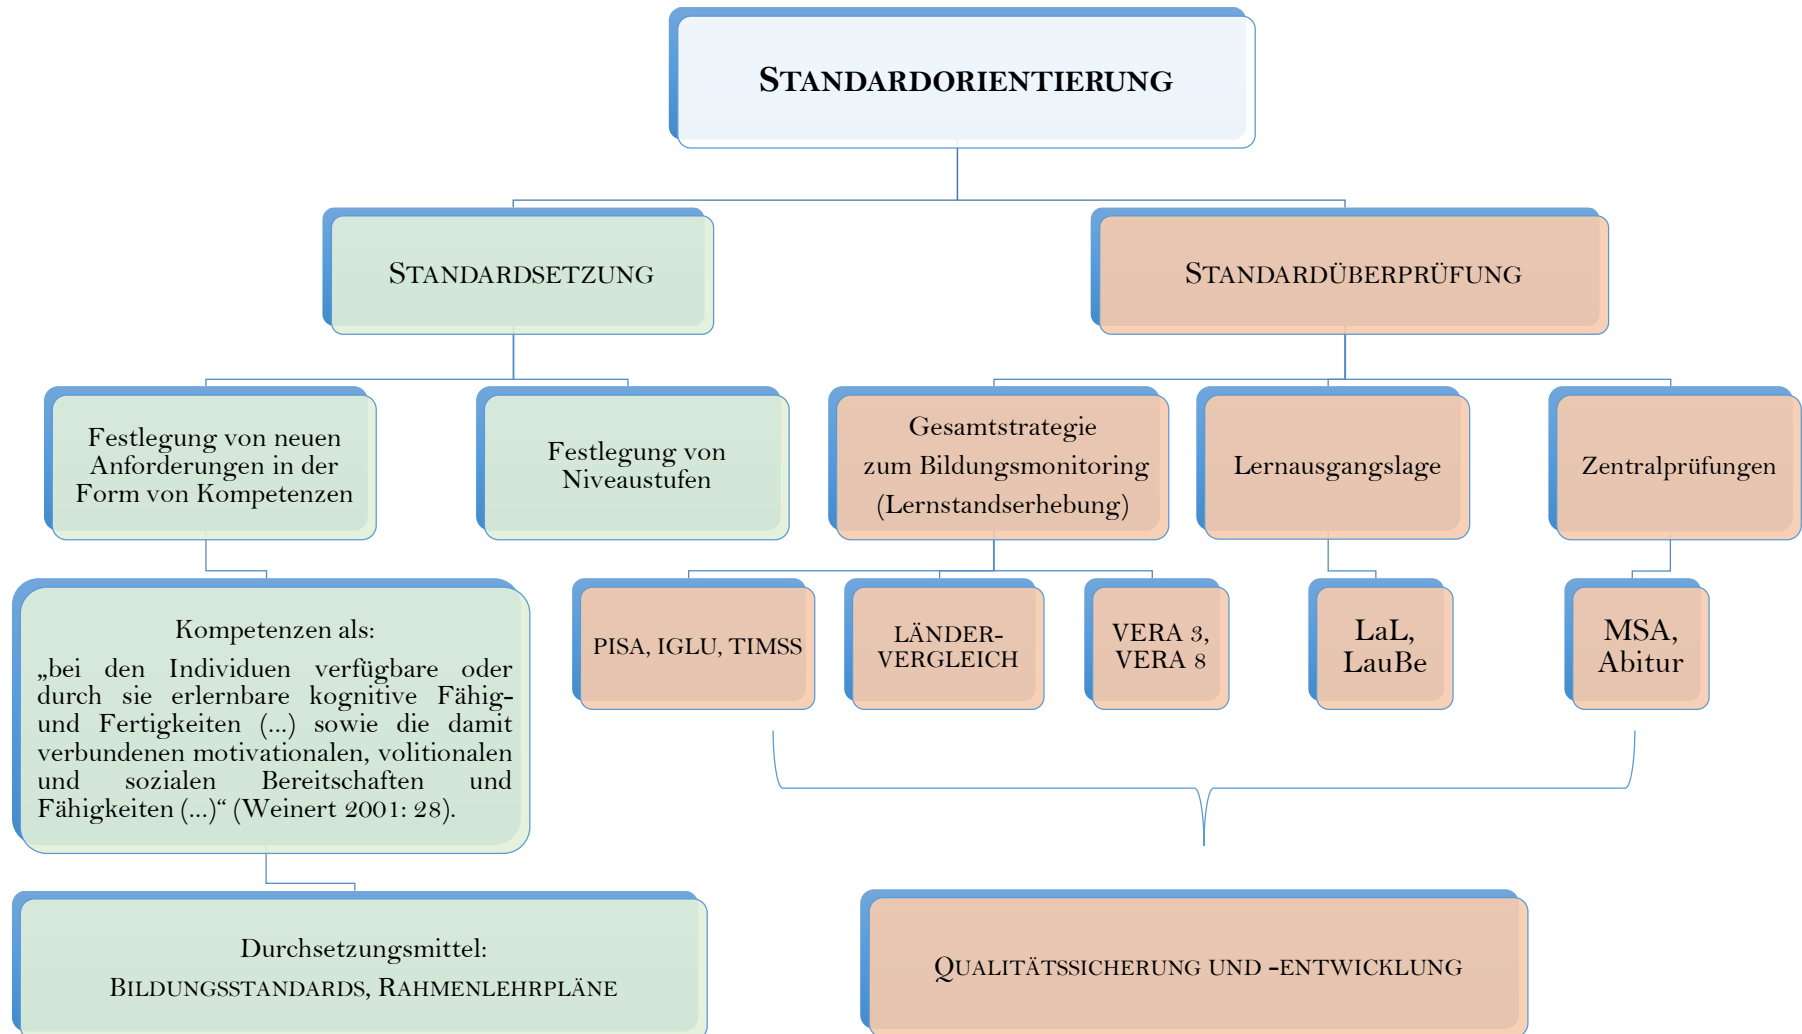 STANDARDORIENTIERUNG
STANDARDSETZUNG
STANDARDÜBERPRÜFUNG
Festlegung von neuen
Anforderungen in der
Form von Kompetenzen
Festlegung von
Niveaustufen
Gesamtstrategie
zum Bildungsmonitoring
(Lernstandserhebung)
Lernausgangslage
Zentralprüfungen
Kompetenzen als:
„bei den Individuen verfügbare oder
durch sie erlernbare kognitive Fähig-
und Fertigkeiten (...) sowie die damit
verbundenen motivationalen, volitionalen
und sozialen Bereitschaften und
Fähigkeiten (...)“ (Weinert 2001: 28).
PISA, IGLU, TIMSS
LÄNDER-
VERGLEICH
VERA 3,
VERA 8
LaL,
LauBe
MSA,
Abitur
Durchsetzungsmittel:
BILDUNGSSTANDARDS, RAHMENLEHRPLÄNE
QUALITÄTSSICHERUNG UND -ENTWICKLUNG